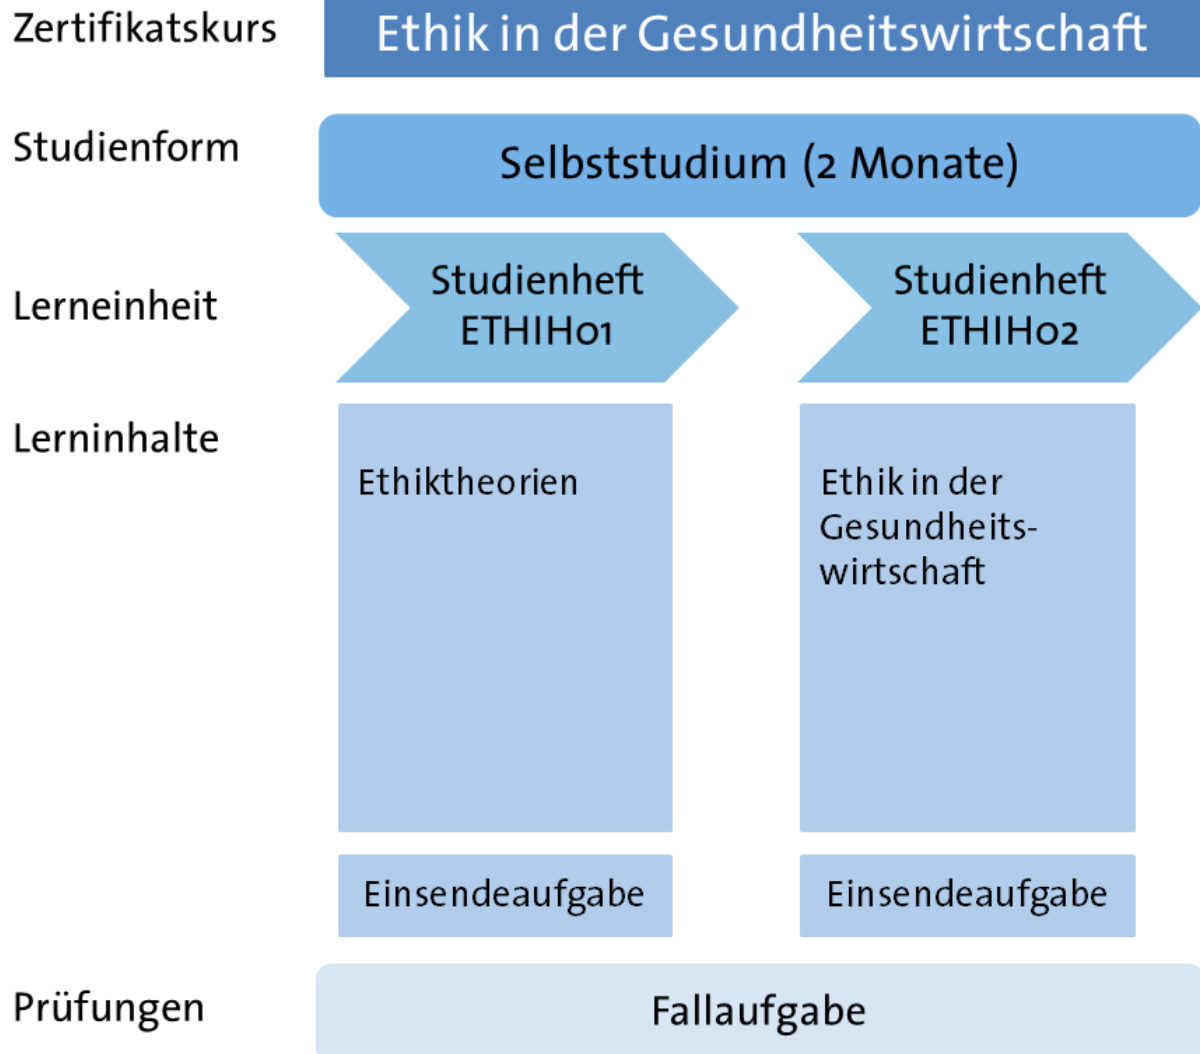 Zertifikatskurs
Ethik in der Gesundheitswirtschaft
Studienform
Selbststudium (2 Monate)
Lerneinheit
Studienheft
ETHIH01
Studienheft
ETHIH02
Lerninhalte
Ethiktheorien
Ethik in der
Gesundheits-
wirtschaft
Einsendeaufgabe
Einsendeaufgabe
Prüfungen
Fallaufgabe